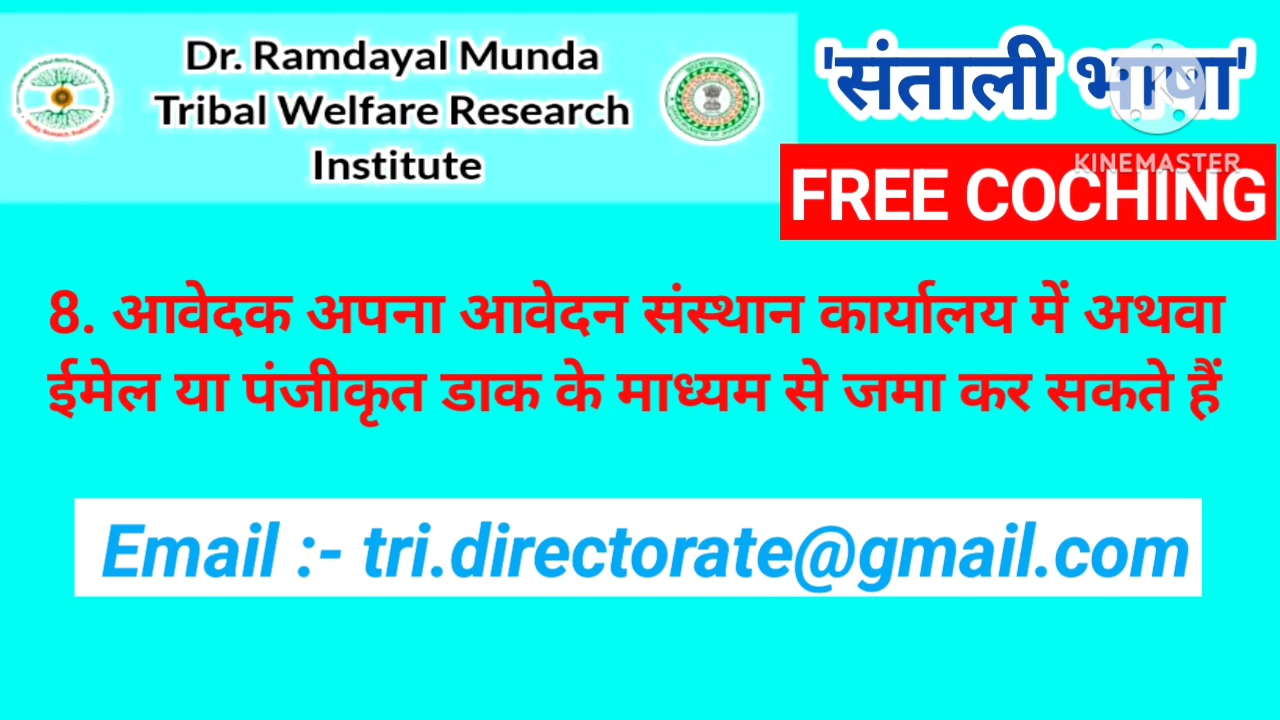 Dr. Ramdayal Munda
Tribal Welfare Research
Institute
'संताली भाषा'
KINEMASTER
FREE COCHING
8. आवेदक अपना आवेदन संस्थान कार्यालय में अथवा
ईमेल या पंजीकृत डाक के माध्यम से जमा कर सकते हैं
Email :- tri.directorate@gmail.com